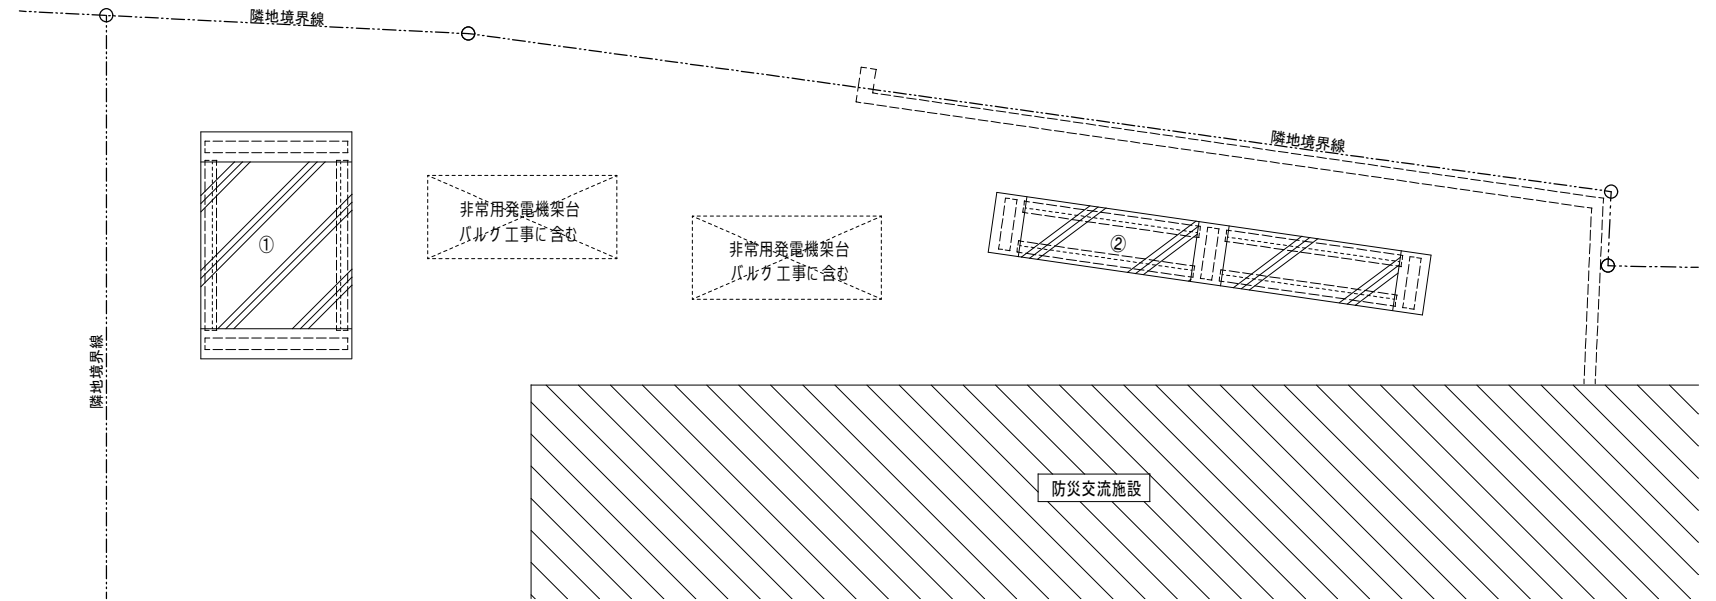 隣地境界線
隣地境界線
非常用発電機架台
バルク工事に含む
①
非常用発電機架台
バルク工事に含む
②
隣地境界線
防災交流施設